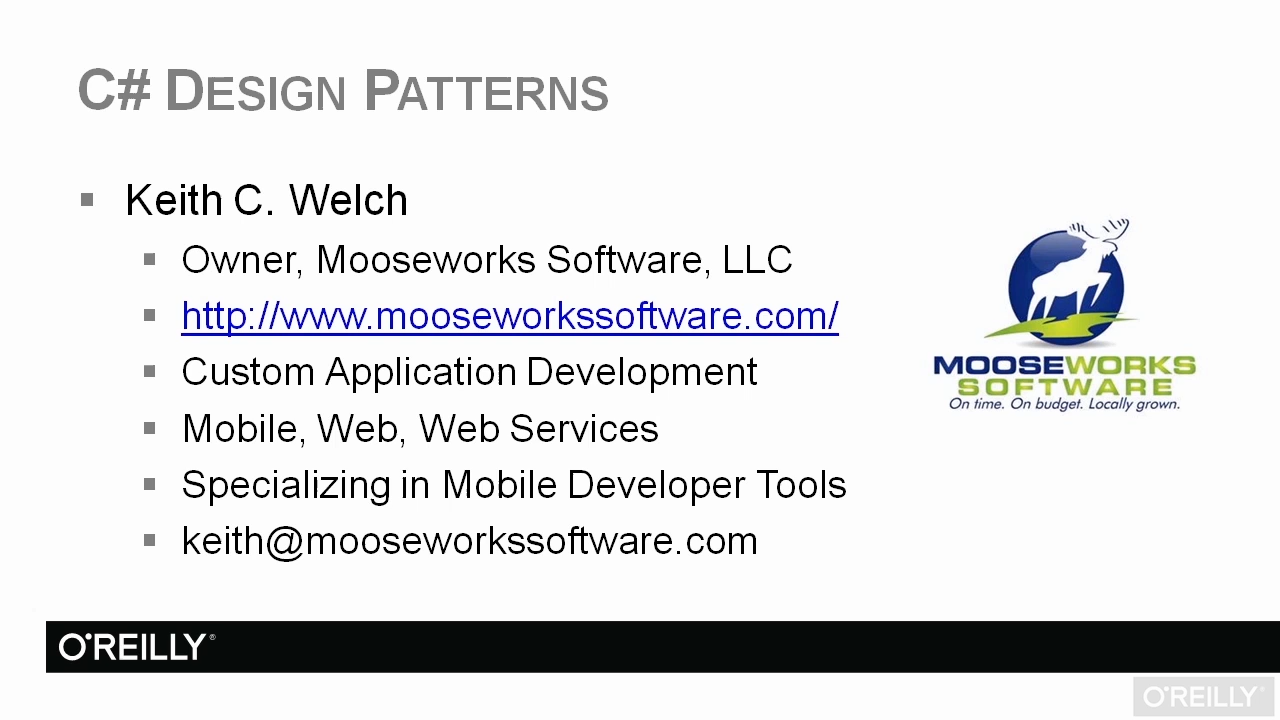 C# DESIGN PATTERNS
Keith C. Welch
Owner, Mooseworks Software, LLC
http://www.mooseworkssoftware.com/
Custom Application Development
Mobile, Web, Web Services
Specializing in Mobile Developer Tools
keith@mooseworkssoftware.com
MOOSEWORKS
SOFTWARE
On time. On budget. Locally grown.
O'REILLY®
O'REILLY